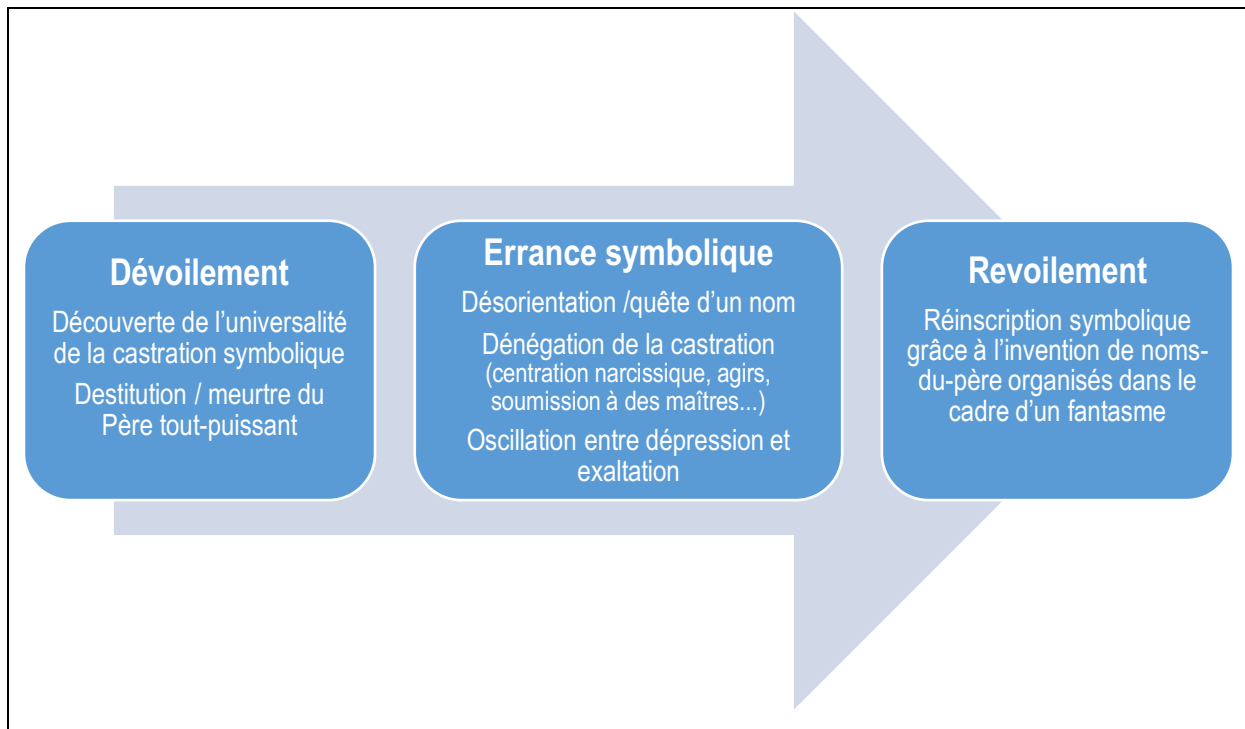 Dévoilement
Découverte de l'universalité
de la castration symbolique
Destitution / meurtre du
Père tout-puissant
Errance symbolique
Désorientation /quête d'un nom
Dénégation de la castration
(centration narcissique, agirs,
soumission à des maîtres...)
Oscillation entre dépression et
exaltation
Revoilement
Réinscription symbolique
grâce à l'invention de noms-
du-père organisés dans le
cadre d'un fantasme